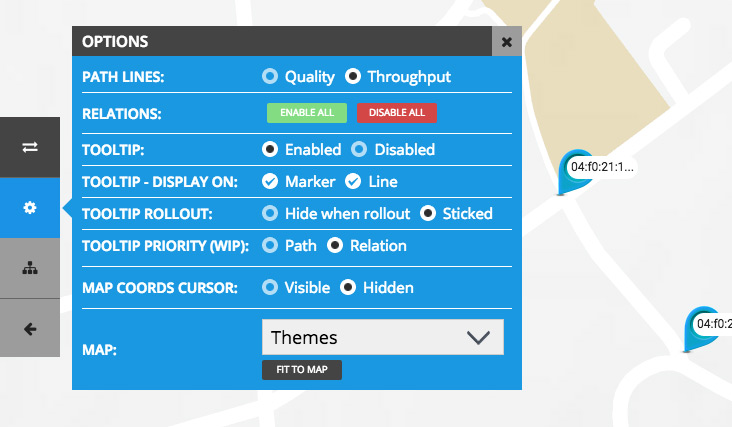 OPTIONS
PATH LINES: Quality Throughput
RELATIONS: ENABLE ALL DISABLE ALL
TOOLTIP: Enabled Disabled
TOOLTIP - DISPLAY ON: Marker Line
TOOLTIP ROLLOUT: Hide when rollout Sticked
TOOLTIP PRIORITY (WIP): Path Relation
MAP COORDS CURSOR: Visible Hidden
MAP: Themes
FIT TO MAP
04:f0:21:1...
04:f0:2